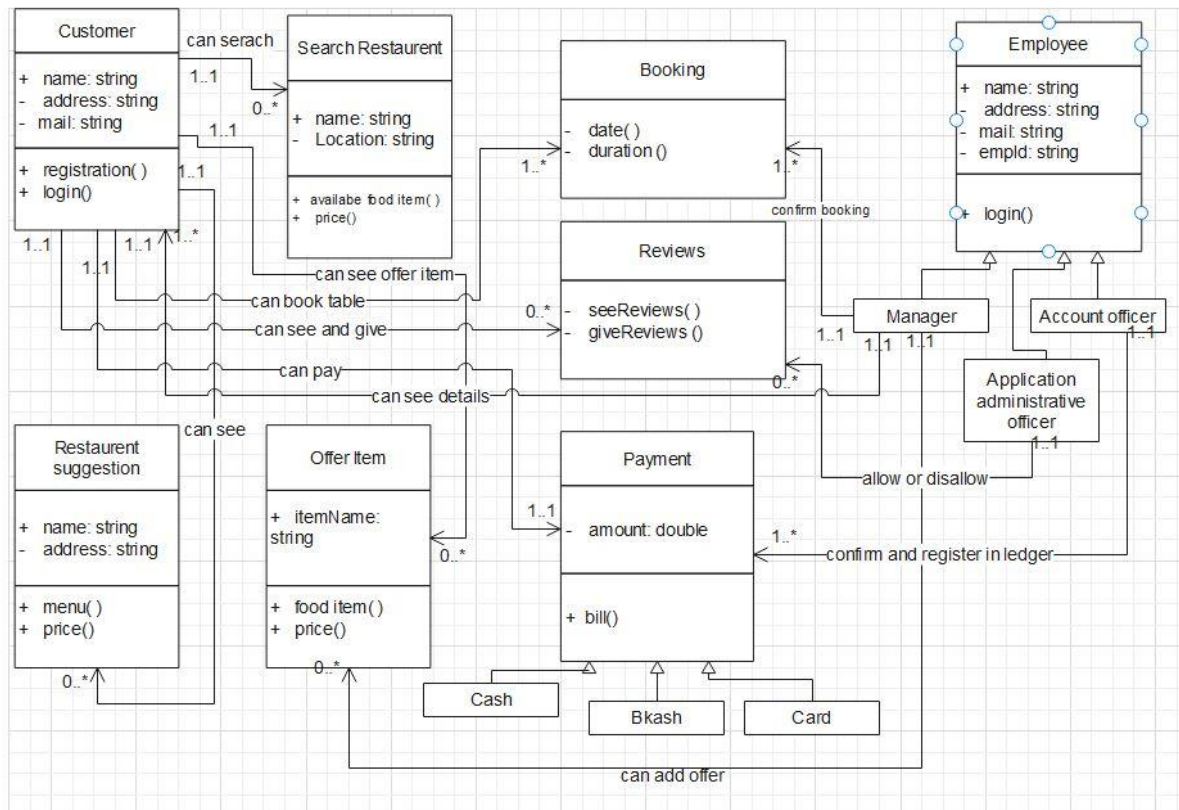 Customer
+ name: string
- address: string
- mail: string
+ registration( )
+ login()
can serach
1..1
0..*
Search Restaurent
+ name: string
- Location: string
+ availabe food item( )
+ price()
Booking
- date( )
- duration ()
1..*
1..*
confirm booking
Employee
+ name: string
- address: string
- mail: string
- empId: string
+ login()
1..1
1..1
1..1
1..1
1..1
1..*
can see offer item
can book table
can see and give
can pay
can see details
can see
Reviews
- seeReviews( )
- giveReviews ()
0..*
0..*
Manager
1..1
1..1
1..1
Account officer
1..1
Application
administrative
officer
1..1
allow or disallow
confirm and register in ledger
Restaurent
suggestion
+ name: string
- address: string
+ menu( )
+ price()
0..*
Offer Item
+ itemName:
string
+ food item( )
+ price()
0..*
0..*
Payment
- amount: double
+ bill()
1..1
1..*
Cash
Bkash
Card
can add offer